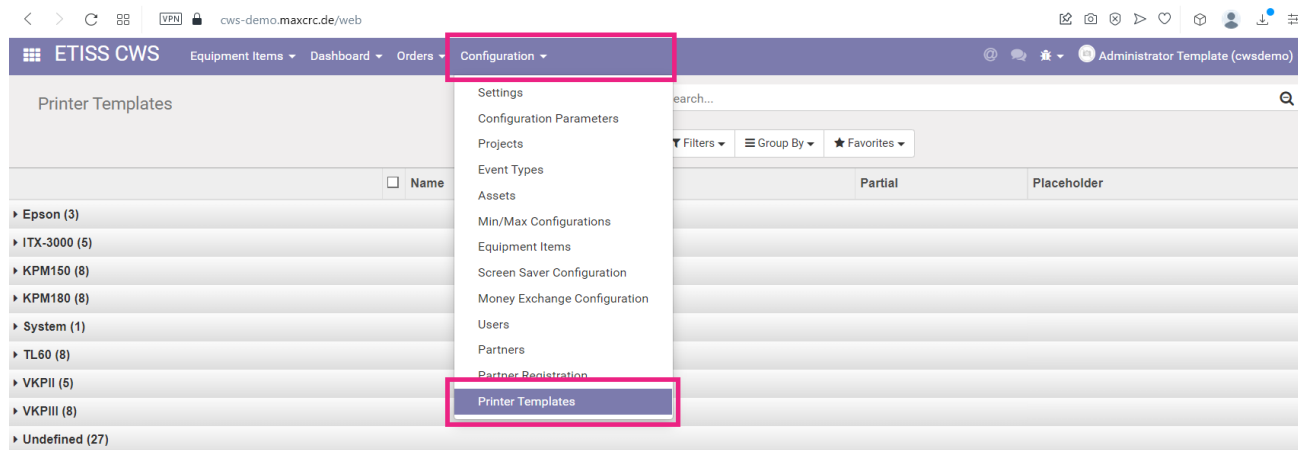 VPN cws-demo.maxcrc.de/web
ETISS CWS Equipment Items Dashboard Orders Configuration Administrator Template (cwsdemo)
Printer Templates
earch...
Filters Group By Favorites
Name Partial Placeholder
Epson (3)
ITX-3000 (5)
KPM150 (8)
KPM180 (8)
System (1)
TL60 (8)
VKPII (5)
VKPIII (8)
Undefined (27)
Settings
Configuration Parameters
Projects
Event Types
Assets
Min/Max Configurations
Equipment Items
Screen Saver Configuration
Money Exchange Configuration
Users
Partners
Partner Registration
Printer Templates